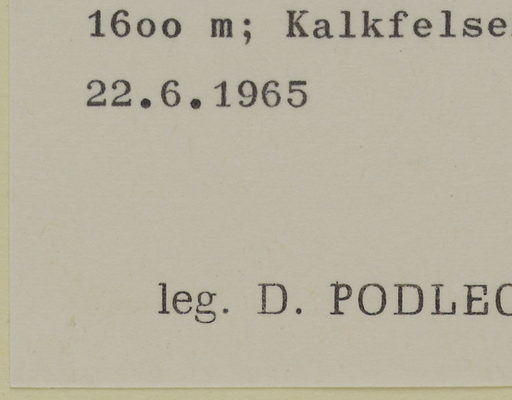 16oo m; Kalkfelse
22.6.1965
leg. D. PODLEC